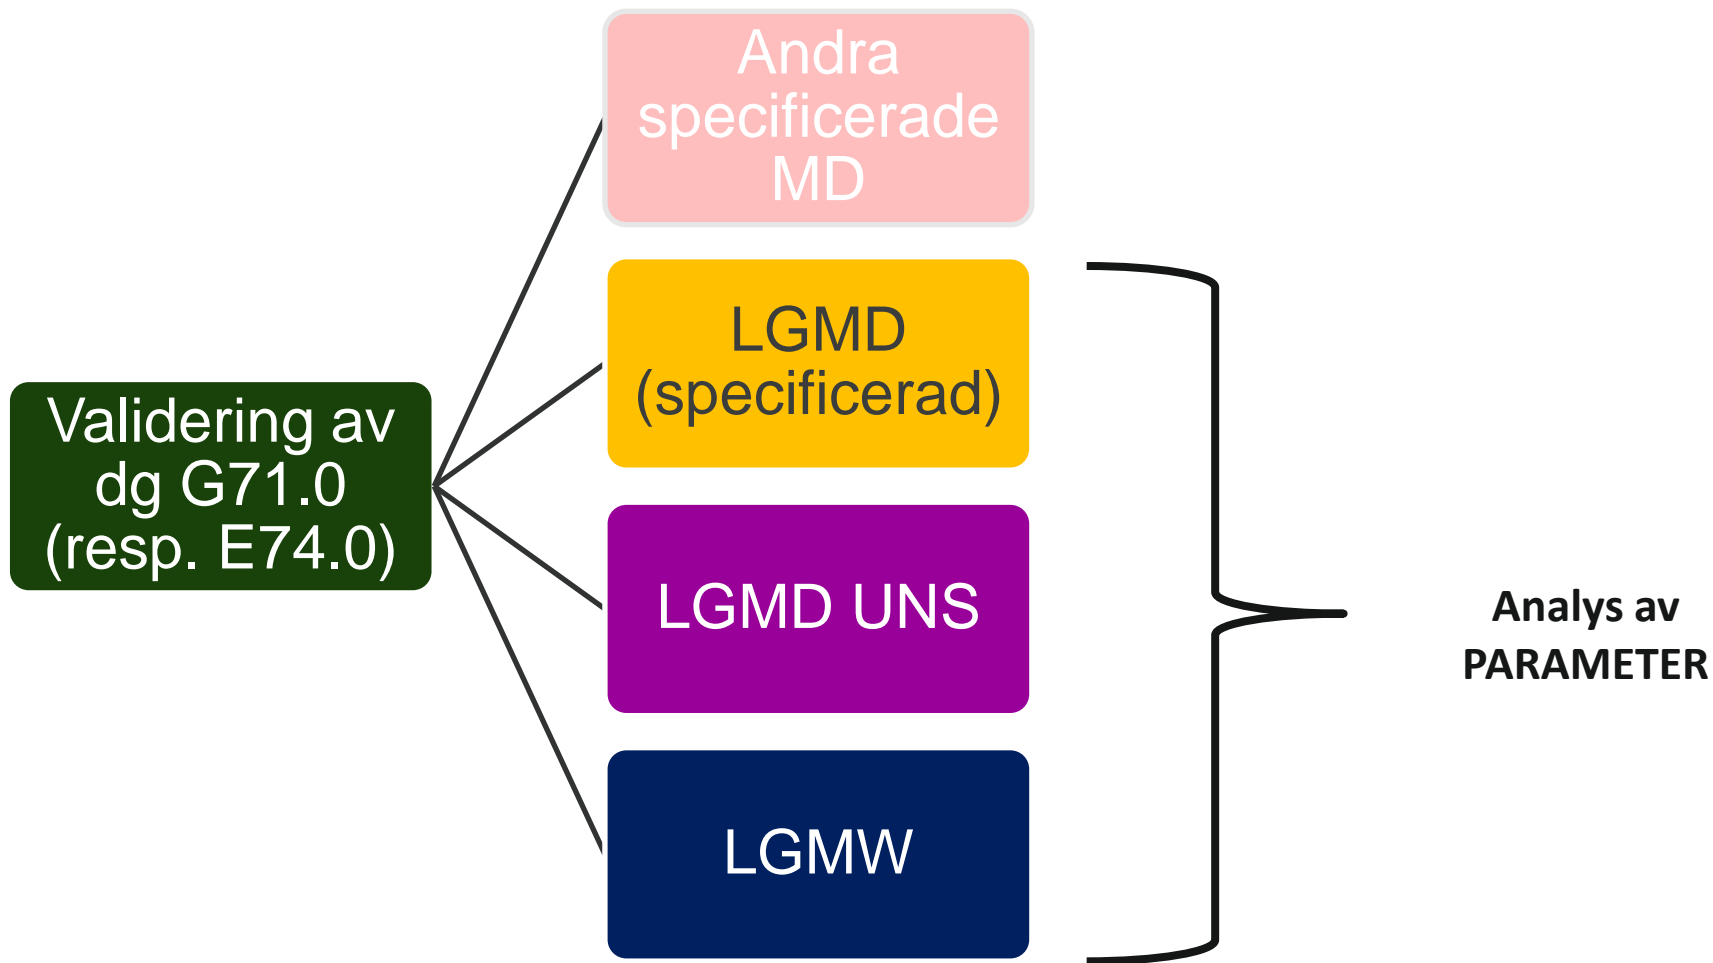 Andra
specificerade
MD
LGMD
(specificerad)
Validering av
dg G71.0
(resp. E74.0)
LGMD UNS
Analys av
PARAMETER
LGMW